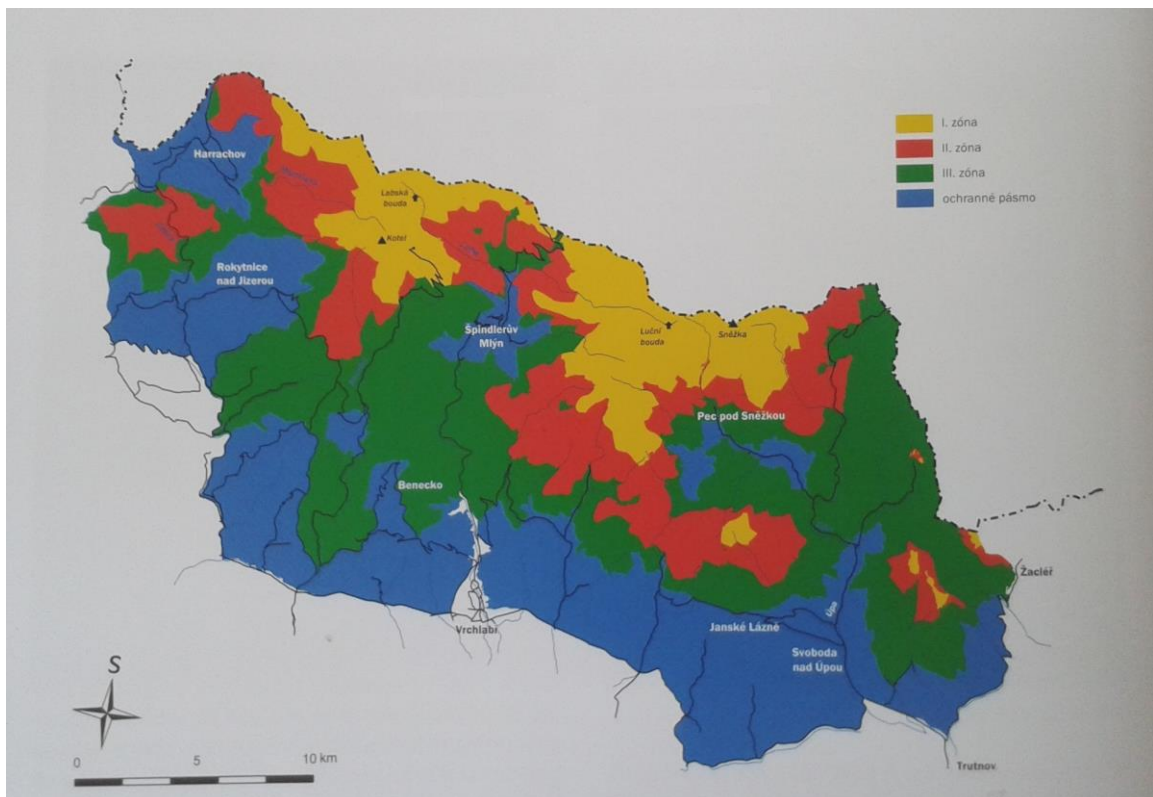 I. zóna
II. zóna
III. zóna
ochranné pásmo
Harrachov
Labská
bouda
Kotel
Rokytnice
nad Jizerou
Špindlerův
Mlýn
Luční
bouda
Sněžka
Pec pod Sněžkou
Benecko
Žacléř
Úpa
Vrchlabí
Janské Lázně
Svoboda
nad Úpou
Trutnov
S
0 5 10 km